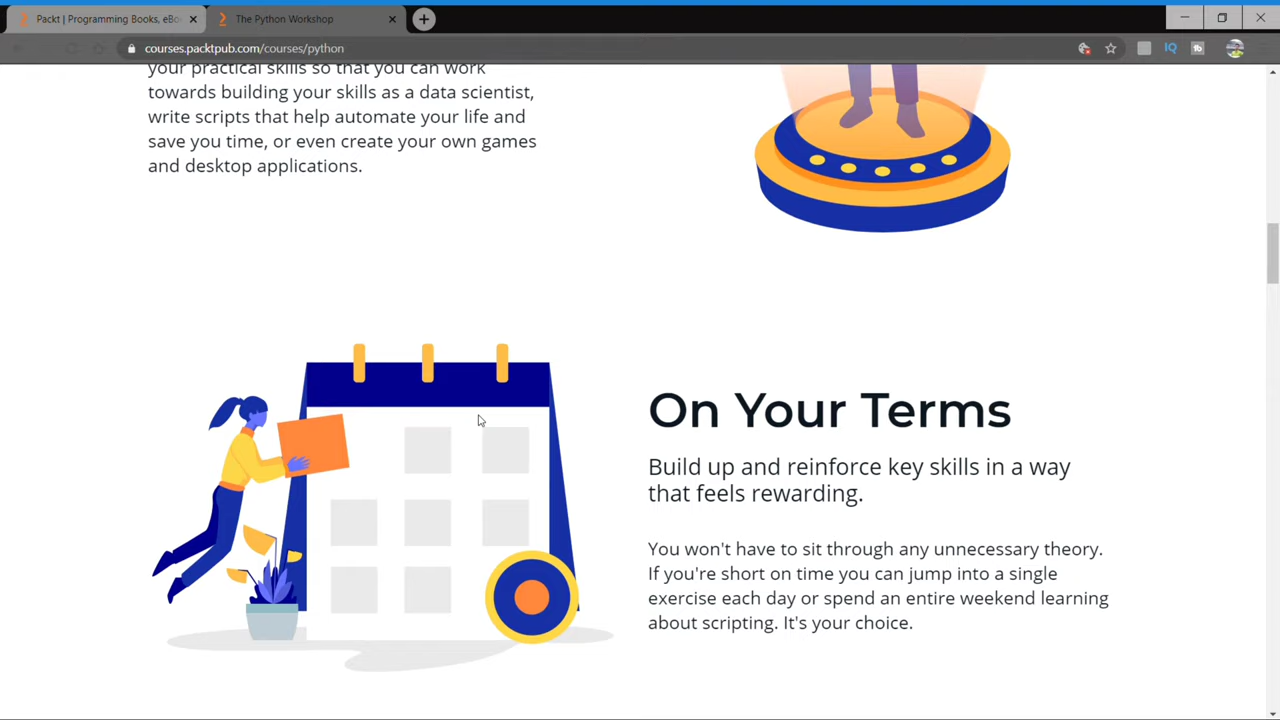 Packt | Programming Books, eBo
The Python Workshop
courses.packtpub.com/courses/python
IQ
your practical skills so that you can work
towards building your skills as a data scientist,
write scripts that help automate your life and
save you time, or even create your own games
and desktop applications.
On Your Terms
Build up and reinforce key skills in a way
that feels rewarding.
You won't have to sit through any unnecessary theory.
If you're short on time you can jump into a single
exercise each day or spend an entire weekend learning
about scripting. It's your choice.